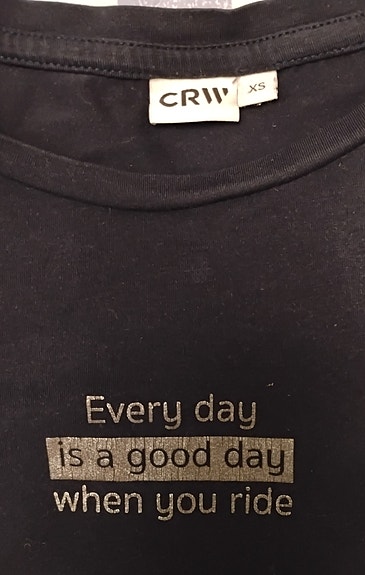 CRW
XS
Every day
is a good day
when you ride